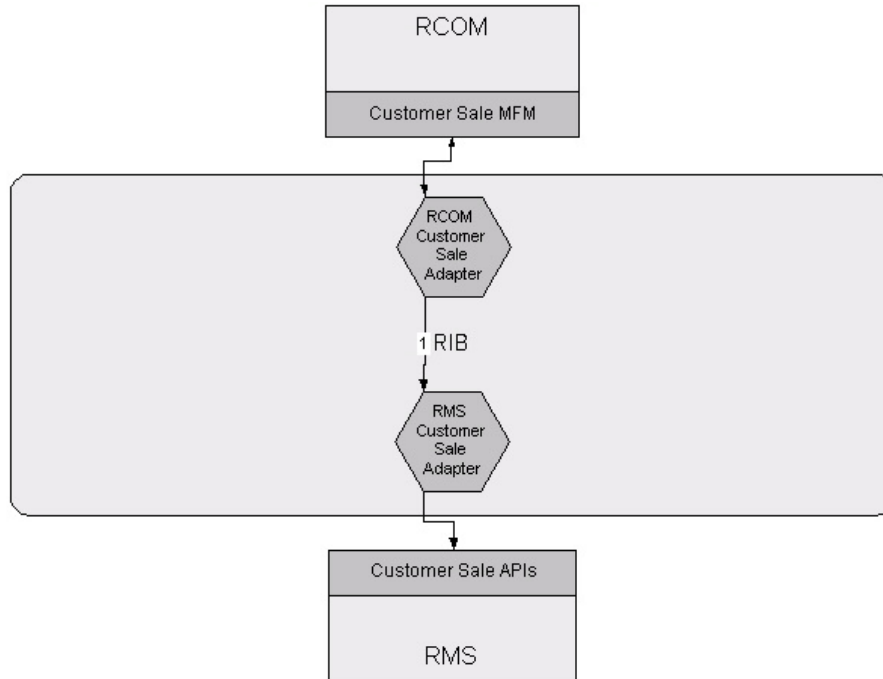 RCOM
Customer Sale MFM
RCOM
Customer
Sale
Adapter
1 RIB
RMS
Customer
Sale
Adapter
Customer Sale APIs
RMS